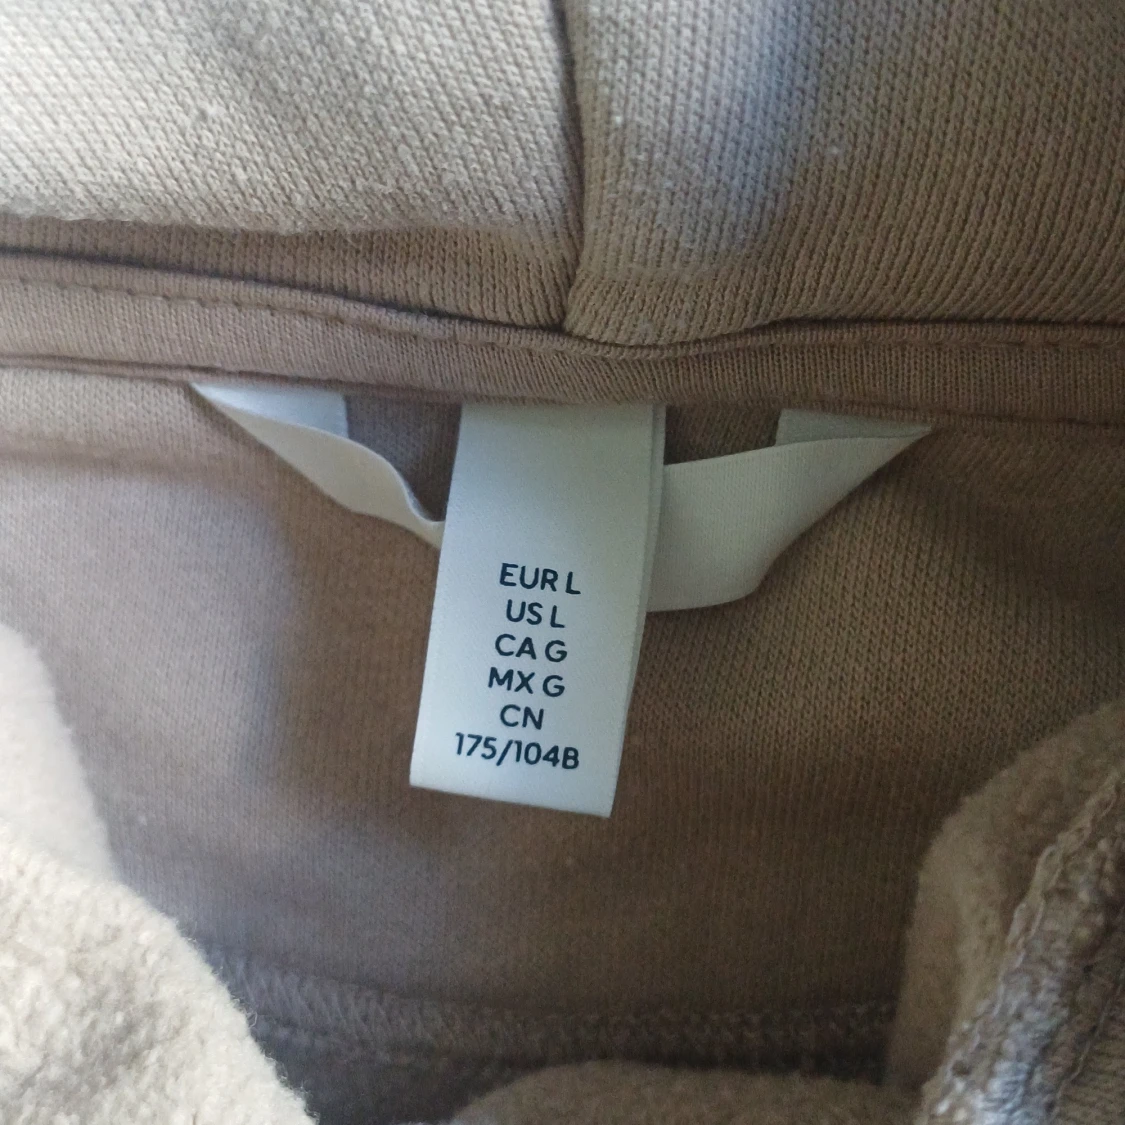 EUR L
US L
CA G
MX G
CN
175/104B